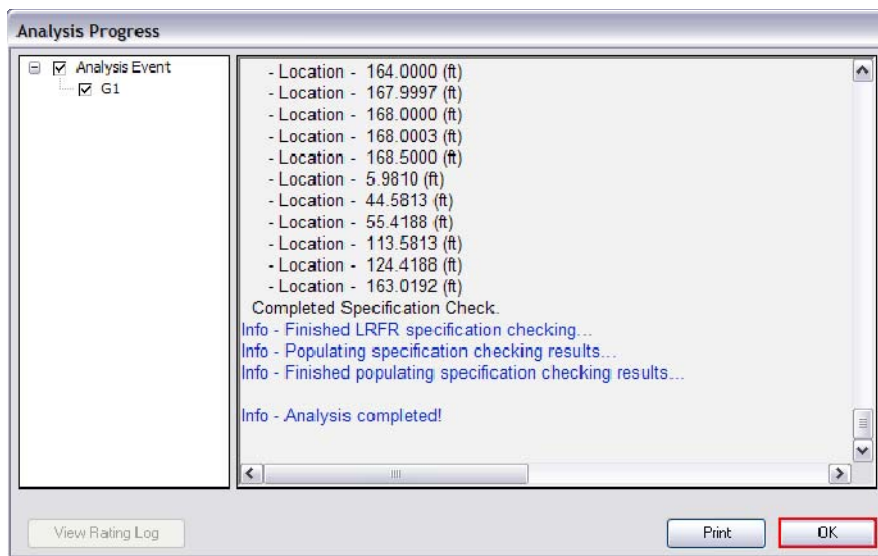 Analysis Progress
Analysis Event
G1
- Location - 164.0000 (ft)
- Location - 167.9997 (ft)
- Location - 168.0000 (ft)
- Location - 168.0003 (ft)
- Location - 168.5000 (ft)
- Location - 5.9810 (ft)
- Location - 44.5813 (ft)
- Location - 55.4188 (ft)
- Location - 113.5813 (ft)
- Location - 124.4188 (ft)
- Location - 163.0192 (ft)
Completed Specification Check.
Info - Finished LRFR specification checking...
Info - Populating specification checking results...
Info - Finished populating specification checking results...
Info - Analysis completed!
View Rating Log
Print
OK